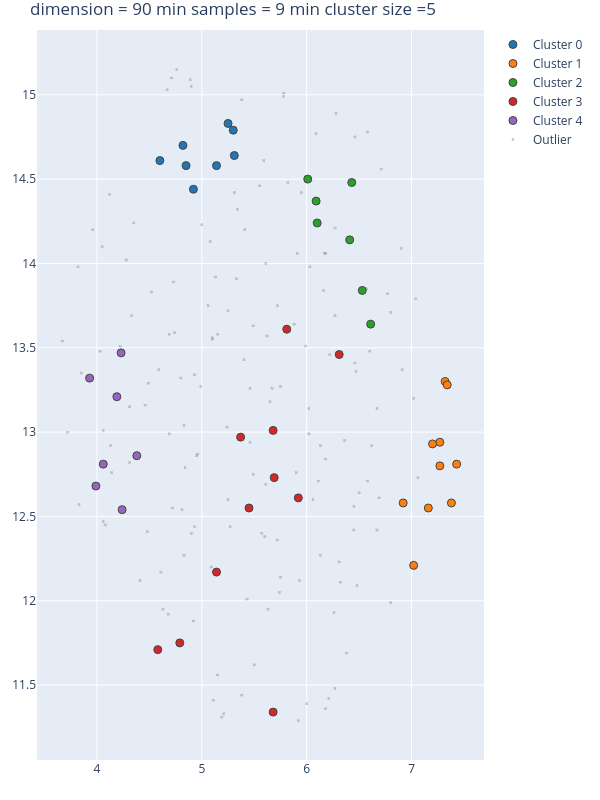 dimension = 90 min samples = 9 min cluster size =5
15
14.5
14
13.5
13
12.5
12
11.5
4
5
6
7
Cluster 0
Cluster 1
Cluster 2
Cluster 3
Cluster 4
Outlier